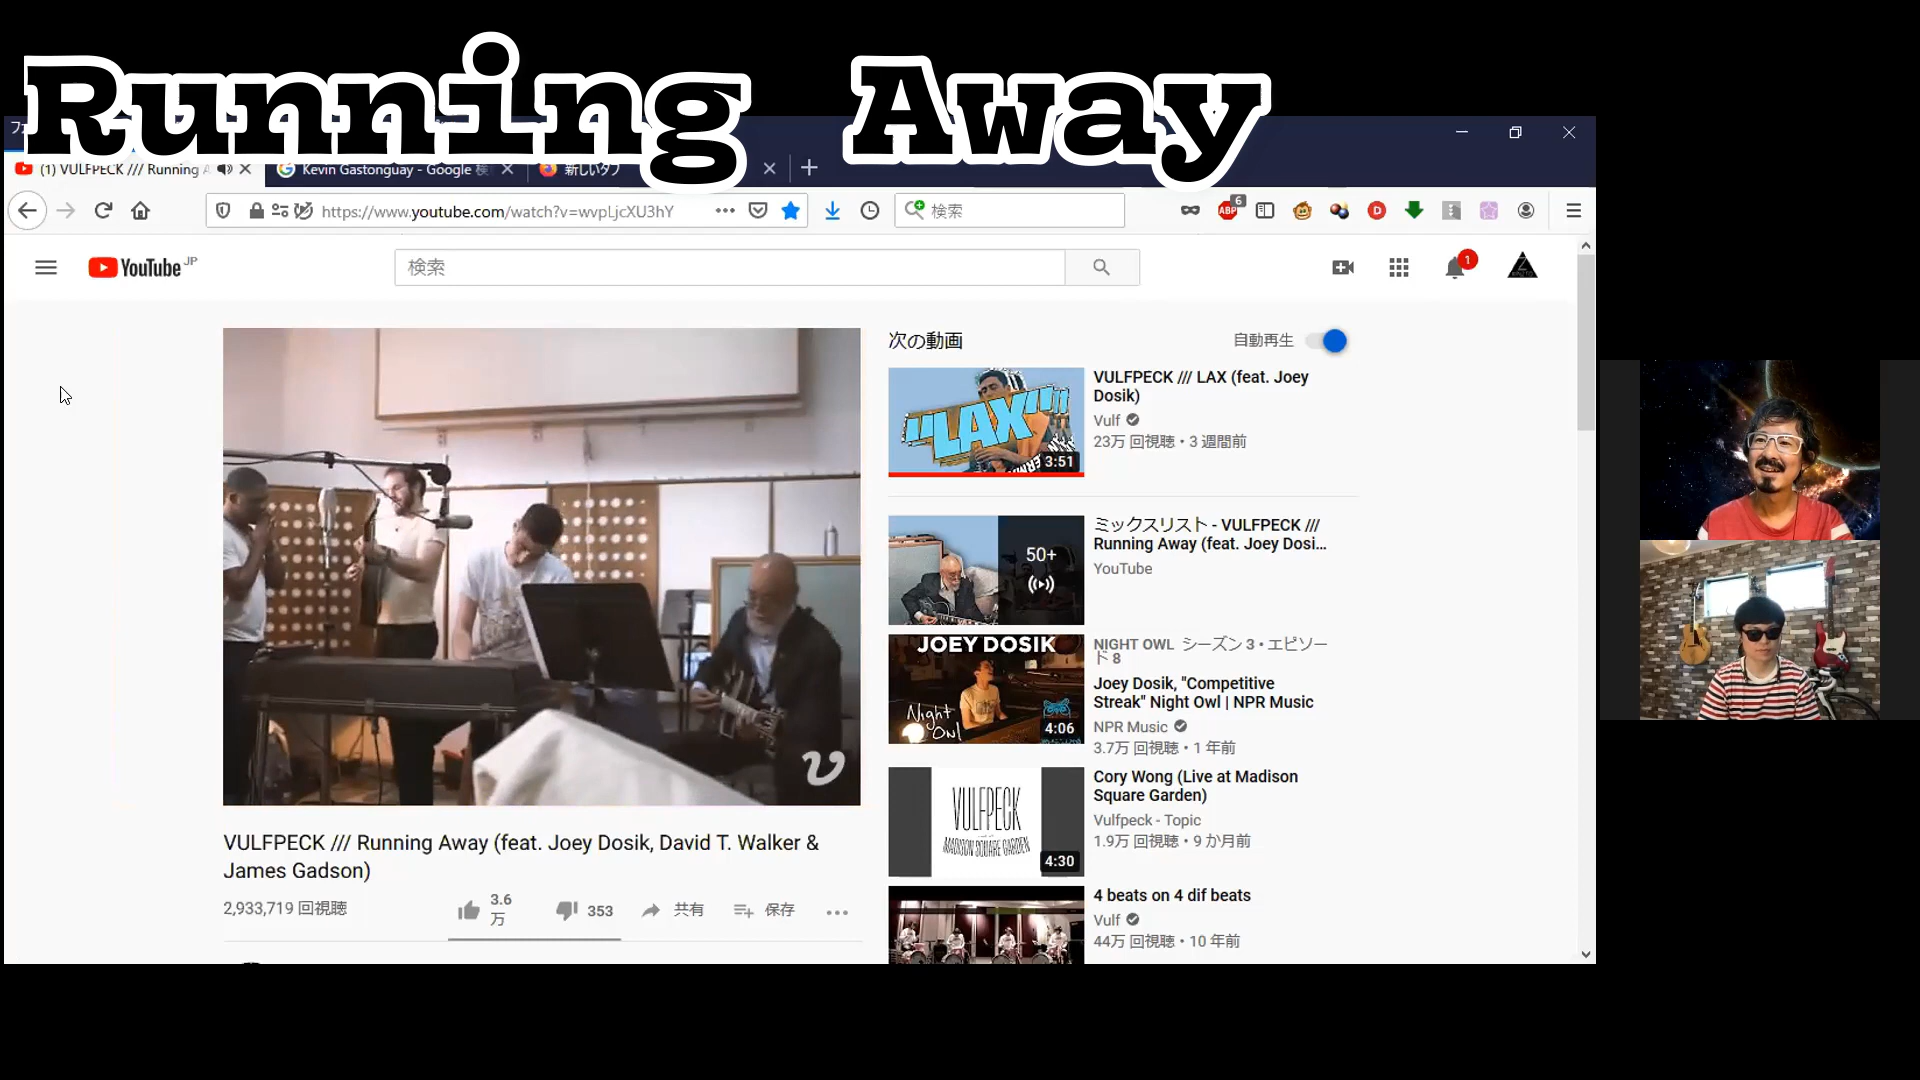 Running Away
(1) VULFPECK /// Running A
Kevin Gastonguay - Google 検
新しいタブ
https://www.youtube.com/watch?v=wvpLjcXU3hY
検索
ABP
6
YouTube JP
検索
1
次の動画
自動再生
"LAX"
3:51
VULFPECK /// LAX (feat. Joey
Dosik)
Vulf
23万 回視聴・3 週間前
50+
ミックスリスト - VULFPECK ///
Running Away (feat. Joey Dosi...
YouTube
JOEY DOSIK
Night
Owl
4:06
NIGHT OWL シーズン 3・エピソー
ド 8
Joey Dosik, "Competitive
Streak" Night Owl | NPR Music
NPR Music
3.7万 回視聴・1 年前
VULFPECK
MADISON SQUARE GARDEN
4:30
Cory Wong (Live at Madison
Square Garden)
Vulfpeck - Topic
1.9万 回視聴・9 か月前
4 beats on 4 dif beats
Vulf
44万 回視聴・10 年前
VULFPECK /// Running Away (feat. Joey Dosik, David T. Walker &
James Gadson)
2,933,719 回視聴
3.6
万
353
共有
保存